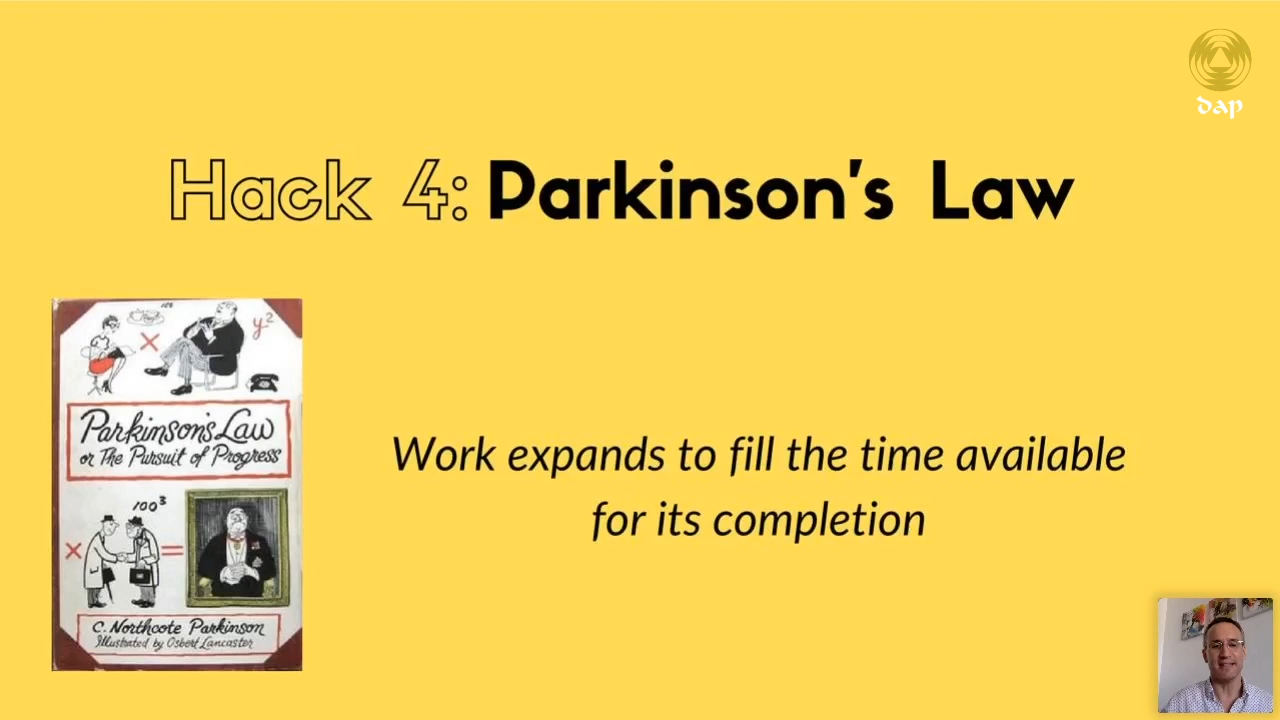 dap
Hack 4: Parkinson's Law
y²
Parkinson's Law
or The Pursuit of Progress
100³
C. Northcote Parkinson
Illustrated by Osbert Lancaster
Work expands to fill the time available
for its completion